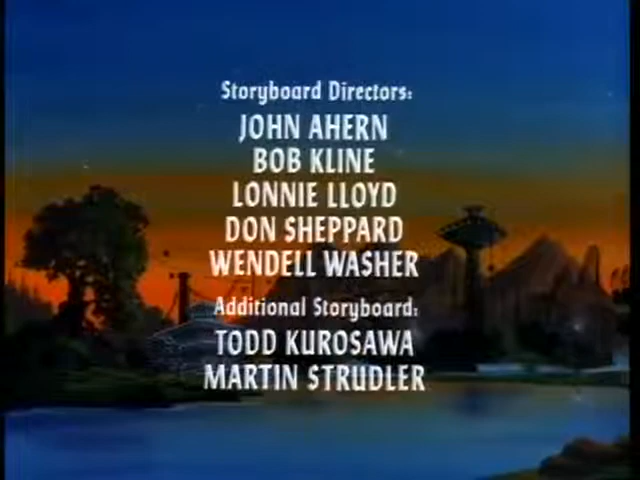 Storyboard Directors:
JOHN AHERN
BOB KLINE
LONNIE LLOYD
DON SHEPPARD
WENDELL WASHER
Additional Storyboard:
TODD KUROSAWA
MARTIN STRUDLER